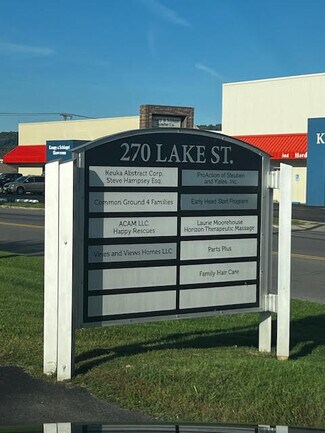 270 LAKE ST.
Keuka Abstract Corp.
Steve Hampsey Esq.
ProAction of Steuben
and Yates, Inc.
Common Ground 4 Families
Early Head Start Programs
ACAM LLC.
Happy Rescues
Laurie Moorehouse
Horizon Therapeutic Massage
Vines and Views Homes LLC
Parts Plus
Family Hair Care
K